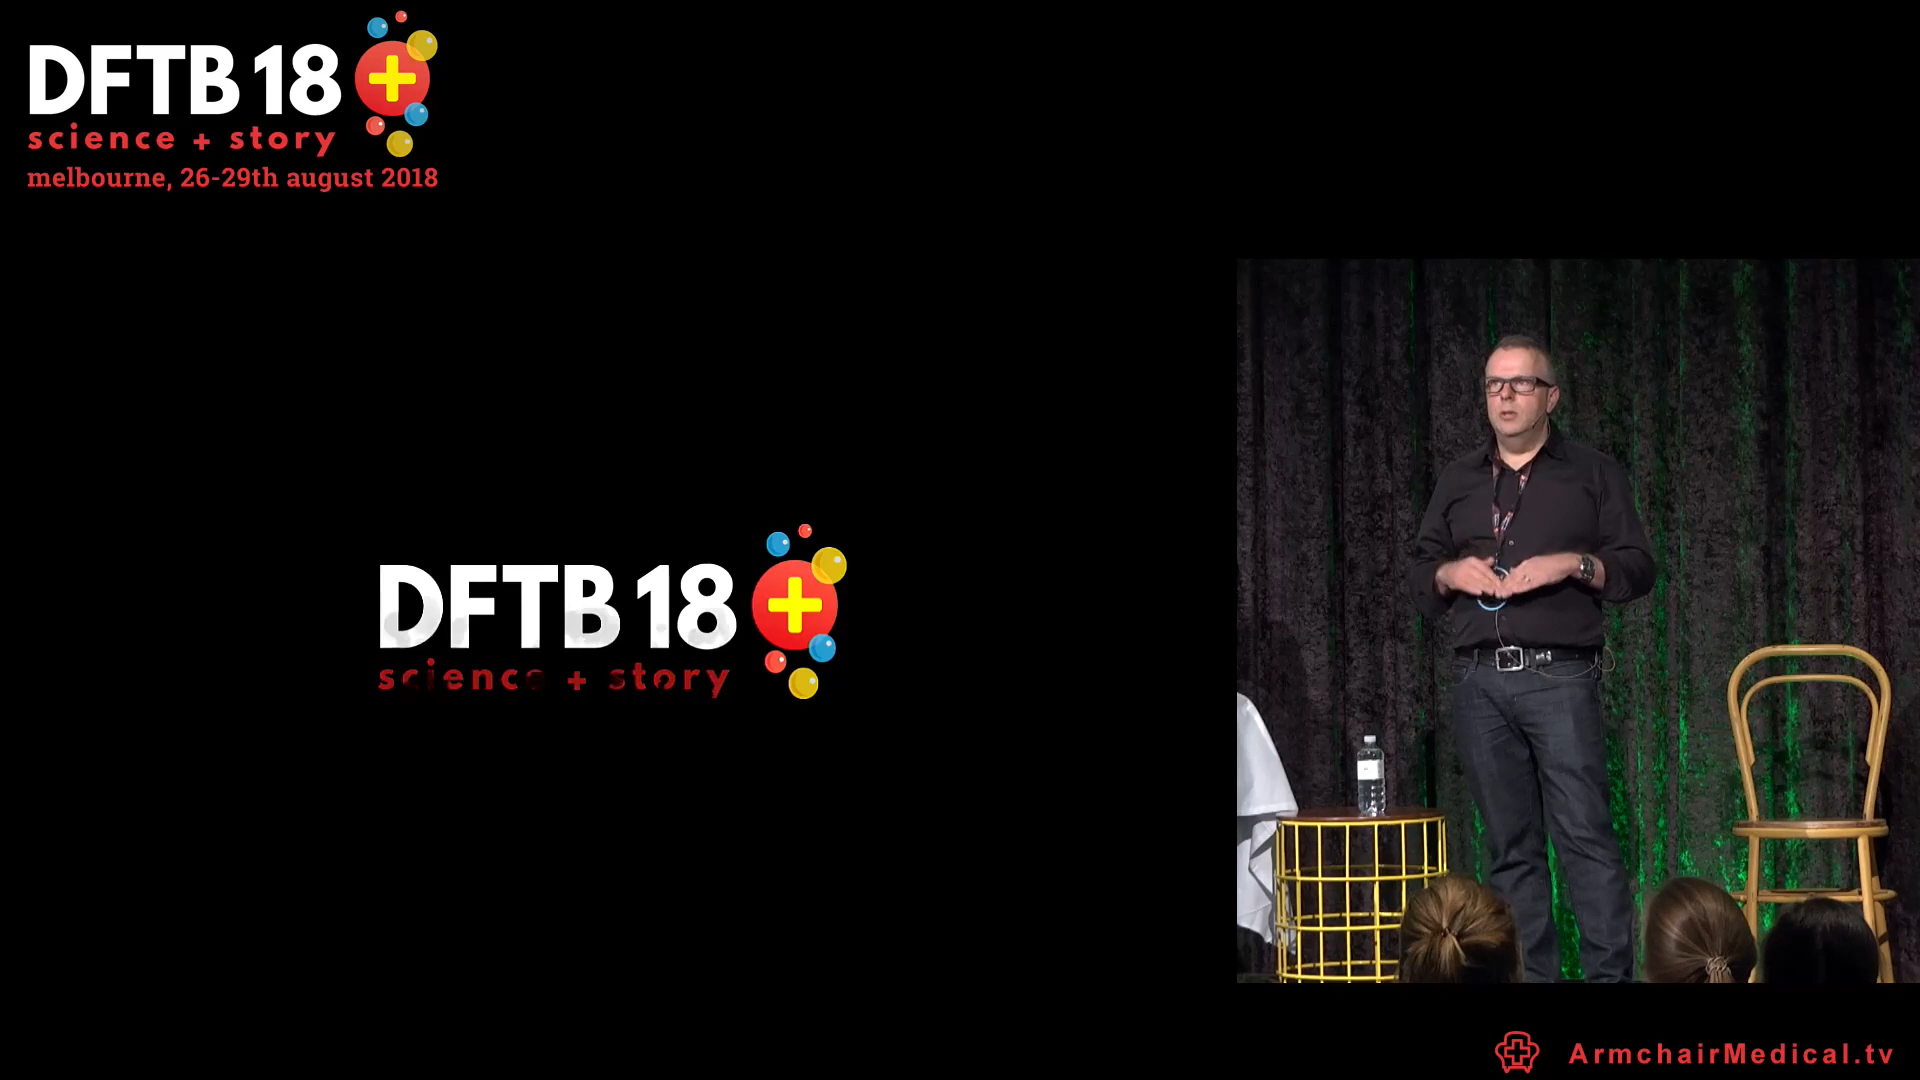 DFTB 18
science + story
melbourne, 26-29th august 2018
DFTB 18
science + story
ArmchairMedical.tv